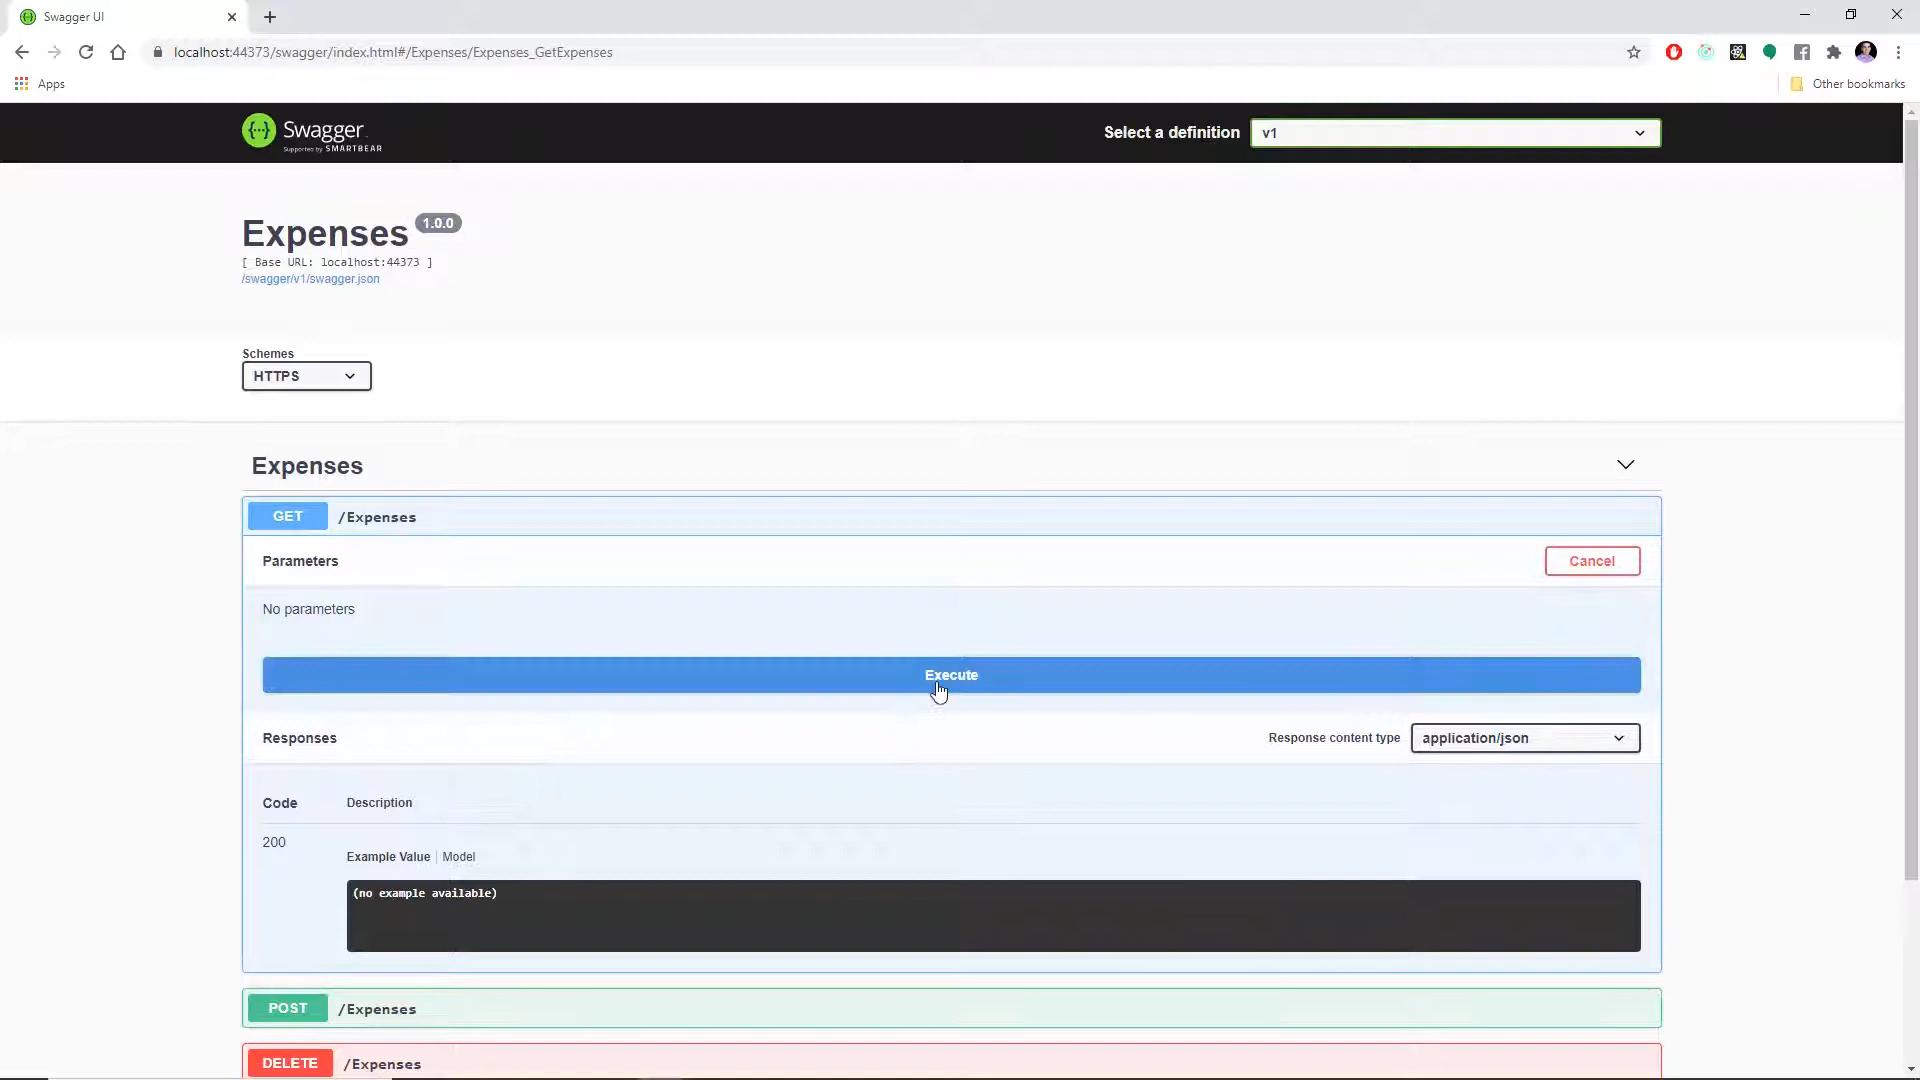 Swagger UI
localhost:44373/swagger/index.html#/Expenses/Expenses_GetExpenses
Apps
Other bookmarks
Swagger
Supported by SMARTBEAR
Select a definition
v1
Expenses 1.0.0
[ Base URL: localhost:44373 ]
/swagger/v1/swagger.json
Schemes
HTTPS
Expenses
GET /Expenses
Parameters
Cancel
No parameters
Execute
Responses
Response content type
application/json
Code Description
200
Example Value Model
(no example available)
POST /Expenses
DELETE /Expenses